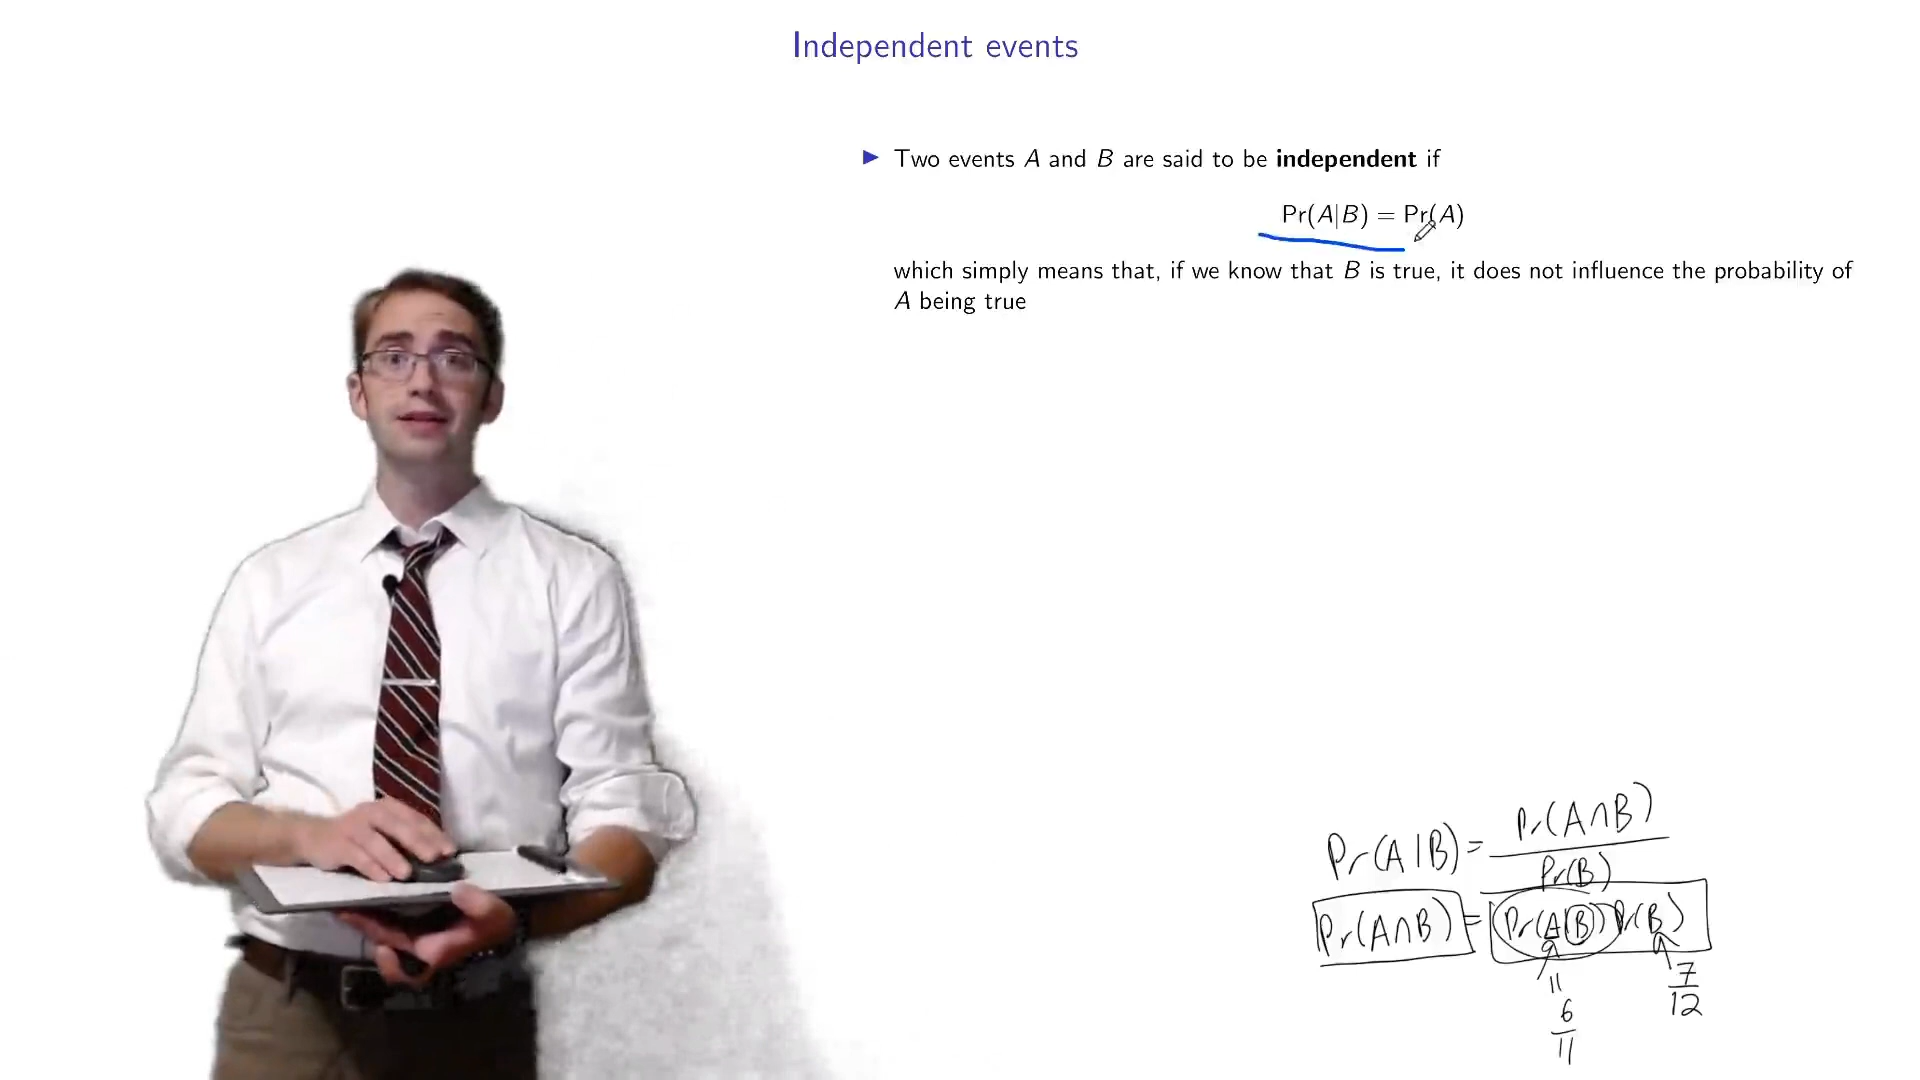 Independent events
▶ Two events A and B are said to be independent if
Pr(A|B) = Pr(A)
which simply means that, if we know that B is true, it does not influence the probability of
A being true
Pr(A|B) = Pr(A∩B)
Pr(B)
Pr(A∩B) = Pr(A|B) Pr(B)
11
7
12
6
11